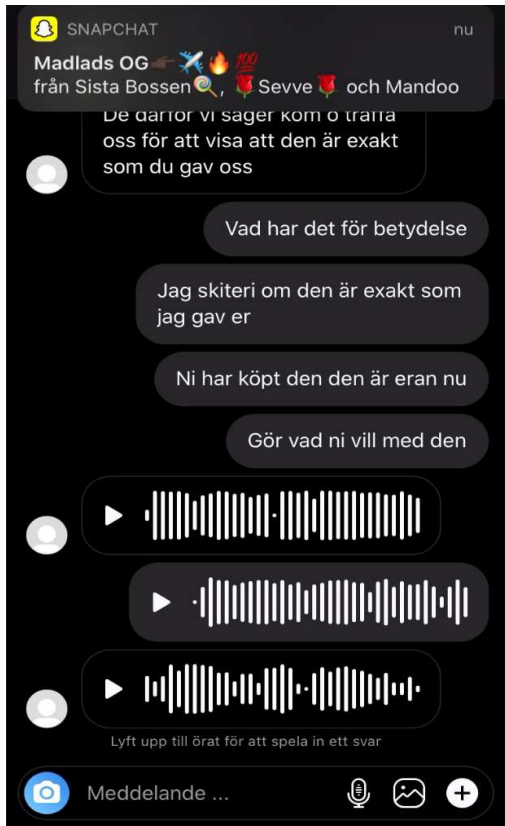 SNAPCHAT nu
Madlads OG👉🏿✈️🔥💯
från Sista Bossen🍭, 🌹Sevve🌹 och Mandoo
De därför vi säger kom o träffa
oss för att visa att den är exakt
som du gav oss
Vad har det för betydelse
Jag skiteri om den är exakt som
jag gav er
Ni har köpt den den är eran nu
Gör vad ni vill med den
Lyft upp till örat för att spela in ett svar
Meddelande ...